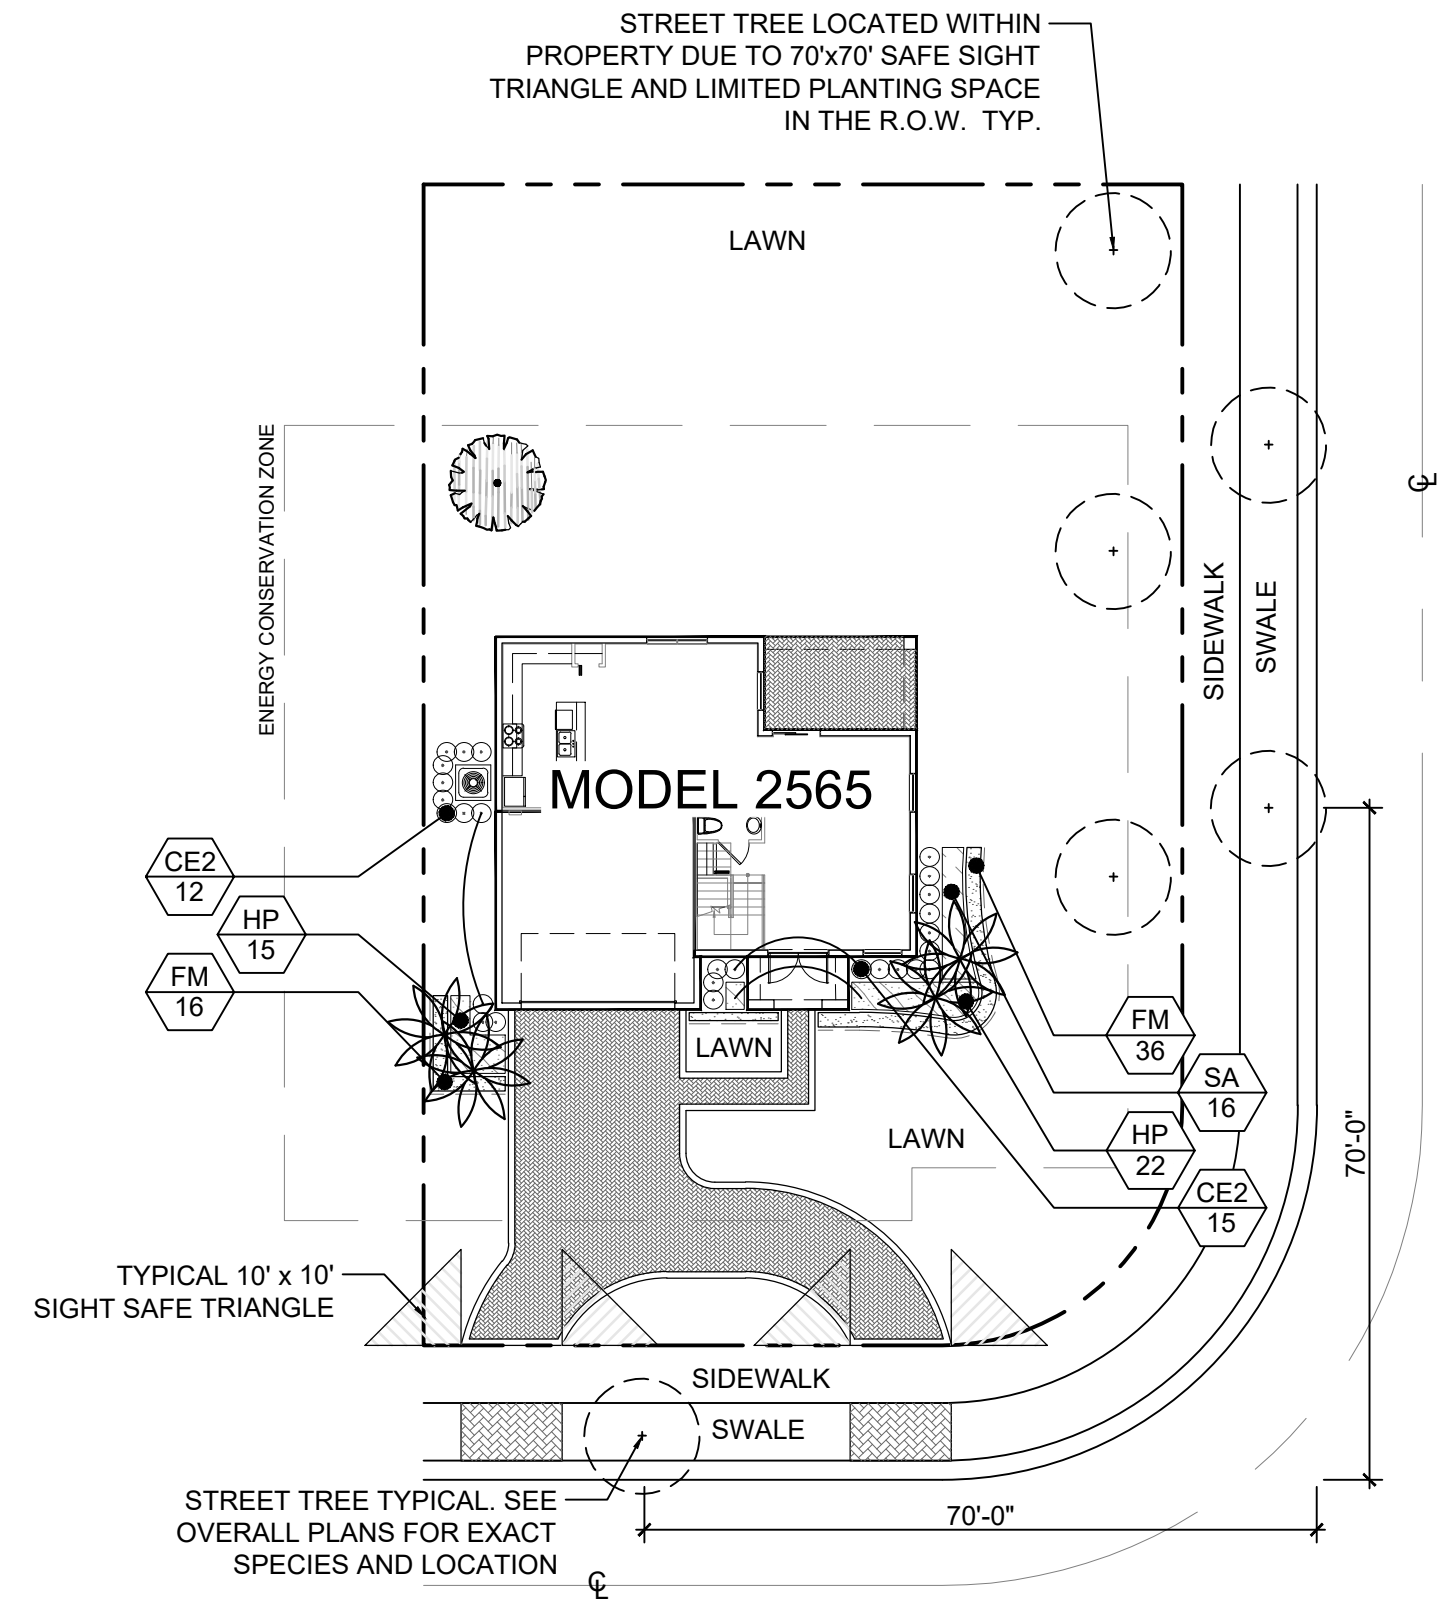 STREET TREE LOCATED WITHIN
PROPERTY DUE TO 70'x70' SAFE SIGHT
TRIANGLE AND LIMITED PLANTING SPACE
IN THE R.O.W. TYP.
LAWN
ENERGY CONSERVATION ZONE
℄
SIDEWALK
SWALE
MODEL 2565
CE2
12
HP
15
FM
16
LAWN
FM
36
SA
16
HP
22
CE2
15
LAWN
70'-0"
TYPICAL 10' x 10'
SIGHT SAFE TRIANGLE
SIDEWALK
SWALE
STREET TREE TYPICAL. SEE
OVERALL PLANS FOR EXACT
SPECIES AND LOCATION
70'-0"
℄